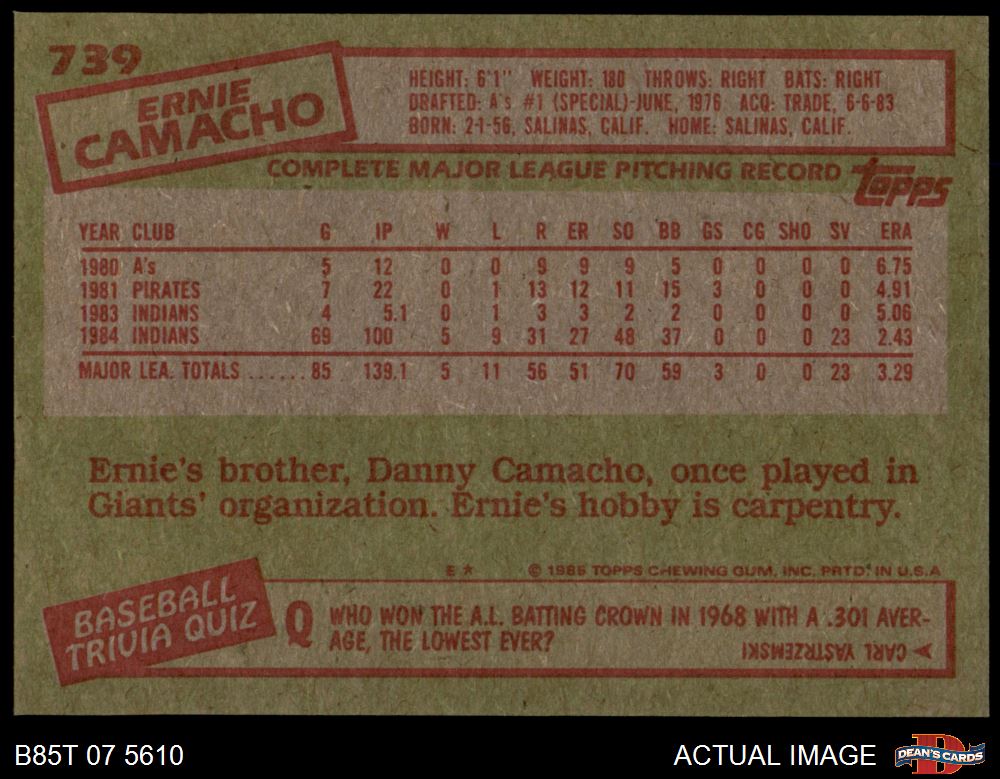 739
ERNIE
CAMACHO
HEIGHT: 6'1" WEIGHT: 180 THROWS: RIGHT BATS: RIGHT
DRAFTED: A's #1 (SPECIAL)-JUNE, 1976 ACQ: TRADE, 6-6-83
BORN: 2-1-56, SALINAS, CALIF. HOME: SALINAS, CALIF.
COMPLETE MAJOR LEAGUE PITCHING RECORD
topps
YEAR CLUB G IP W L R ER SO BB GS CG SHO SV ERA
1980 A's 5 12 0 0 9 9 9 5 0 0 0 0 6.75
1981 PIRATES 7 22 0 1 13 12 11 15 3 0 0 0 4.91
1983 INDIANS 4 5.1 0 1 3 3 2 2 0 0 0 0 5.06
1984 INDIANS 69 100 5 9 31 27 48 37 0 0 0 23 2.43
MAJOR LEA. TOTALS ...... 85 139.1 5 11 56 51 70 59 3 0 0 23 3.29
Ernie's brother, Danny Camacho, once played in
Giants' organization. Ernie's hobby is carpentry.
E * © 1985 TOPPS CHEWING GUM, INC. PRTD. IN U.S.A
BASEBALL
TRIVIA QUIZ
Q WHO WON THE A.L. BATTING CROWN IN 1968 WITH A .301 AVER-
AGE, THE LOWEST EVER?
CARL YASTRZEMSKI
B85T 07 5610
ACTUAL IMAGE
D
DEAN'S CARDS